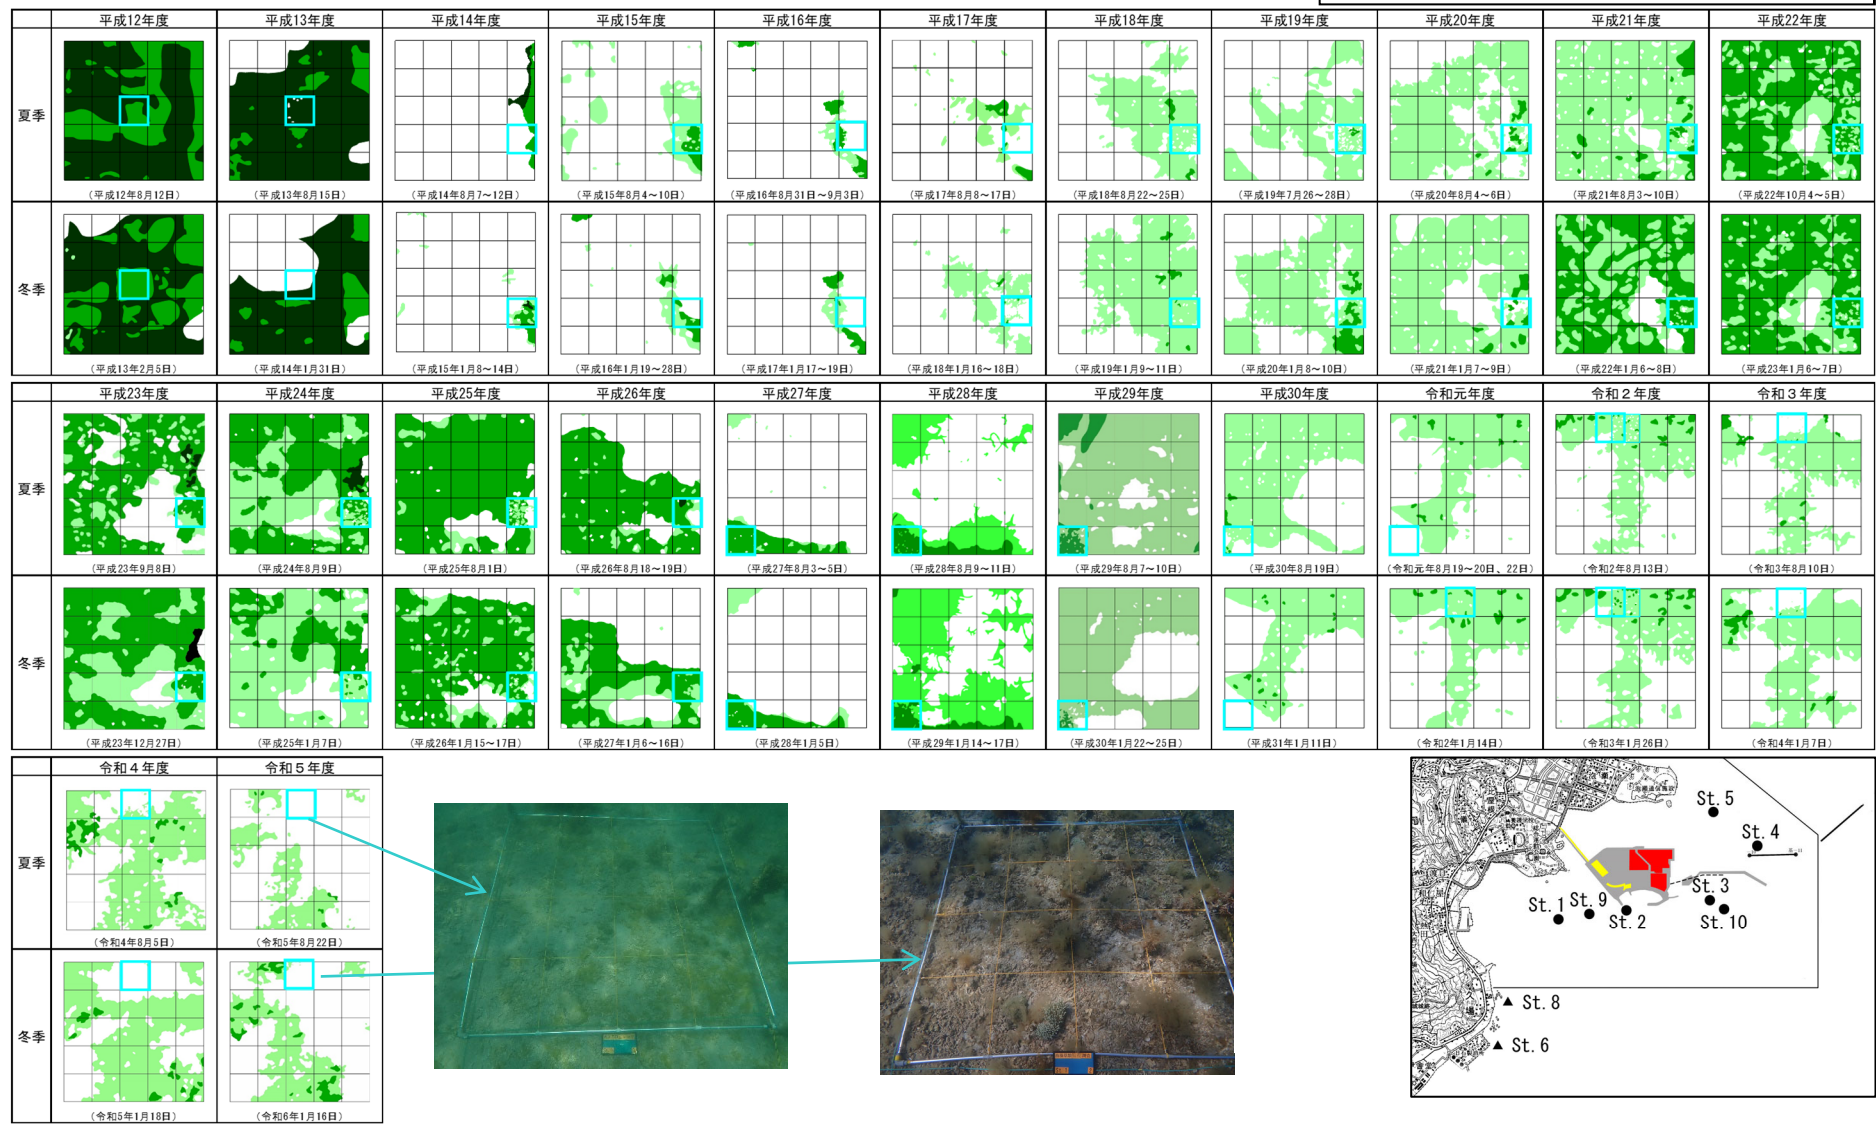 平成12年度 平成13年度 平成14年度 平成15年度 平成16年度 平成17年度 平成18年度 平成19年度 平成20年度 平成21年度 平成22年度
夏季
(平成12年8月12日) (平成13年8月15日) (平成14年8月7～12日) (平成15年8月4～10日) (平成16年8月31日～9月3日) (平成17年8月8～17日) (平成18年8月22～25日) (平成19年7月26～28日) (平成20年8月4～6日) (平成21年8月3～10日) (平成22年10月4～5日)
冬季
(平成13年2月5日) (平成14年1月31日) (平成15年1月8～14日) (平成16年1月19～28日) (平成17年1月17～19日) (平成18年1月16～18日) (平成19年1月9～11日) (平成20年1月8～10日) (平成21年1月7～9日) (平成22年1月6～8日) (平成23年1月6～7日)
平成23年度 平成24年度 平成25年度 平成26年度 平成27年度 平成28年度 平成29年度 平成30年度 令和元年度 令和２年度 令和３年度
夏季
(平成23年9月8日) (平成24年8月9日) (平成25年8月1日) (平成26年8月18～19日) (平成27年8月3～5日) (平成28年8月9～11日) (平成29年8月7～10日) (平成30年8月19日) (令和元年8月19～20日、22日) (令和2年8月13日) (令和3年8月10日)
冬季
(平成23年12月27日) (平成25年1月7日) (平成26年1月15～17日) (平成27年1月6～16日) (平成28年1月5日) (平成29年1月14～17日) (平成30年1月22～25日) (平成31年1月11日) (令和2年1月14日) (令和3年1月26日) (令和4年1月7日)
令和４年度 令和５年度
夏季
(令和4年8月5日) (令和5年8月22日)
冬季
(令和5年1月18日) (令和6年1月16日)
St.5
St.4
St.3
St.1 St.9
St.2 St.10
St.8
St.6